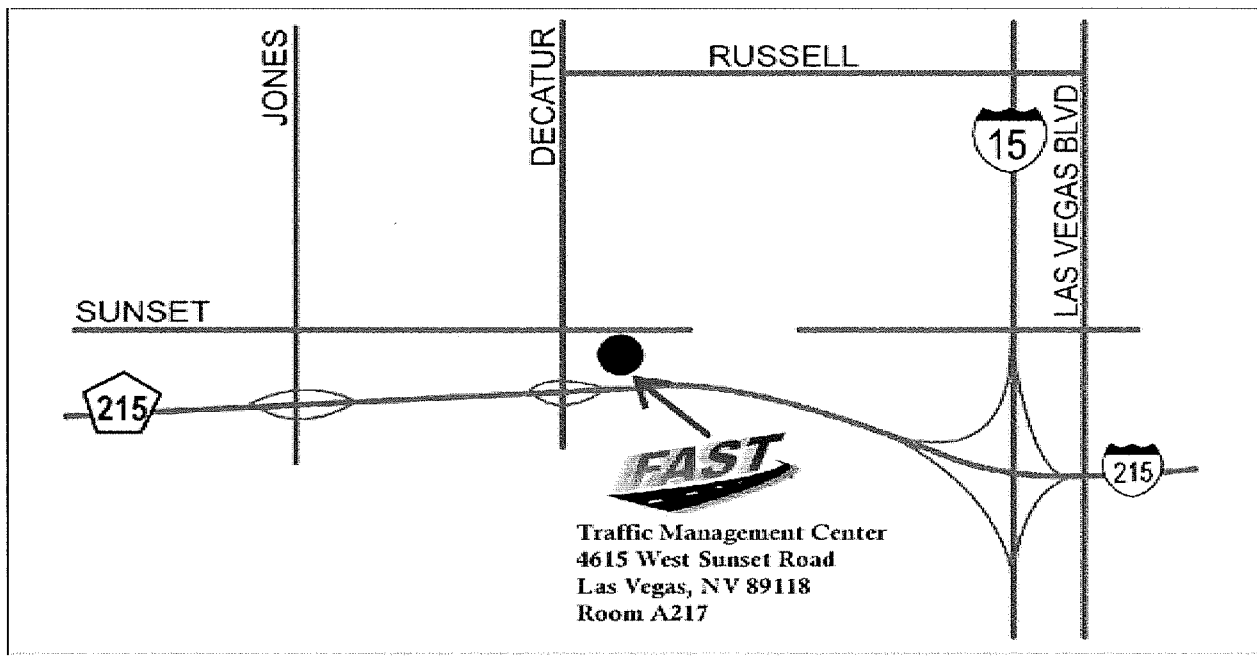 RUSSELL
JONES
DECATUR
15
LAS VEGAS BLVD
SUNSET
215
215
FAST
Traffic Management Center
4615 West Sunset Road
Las Vegas, NV 89118
Room A217